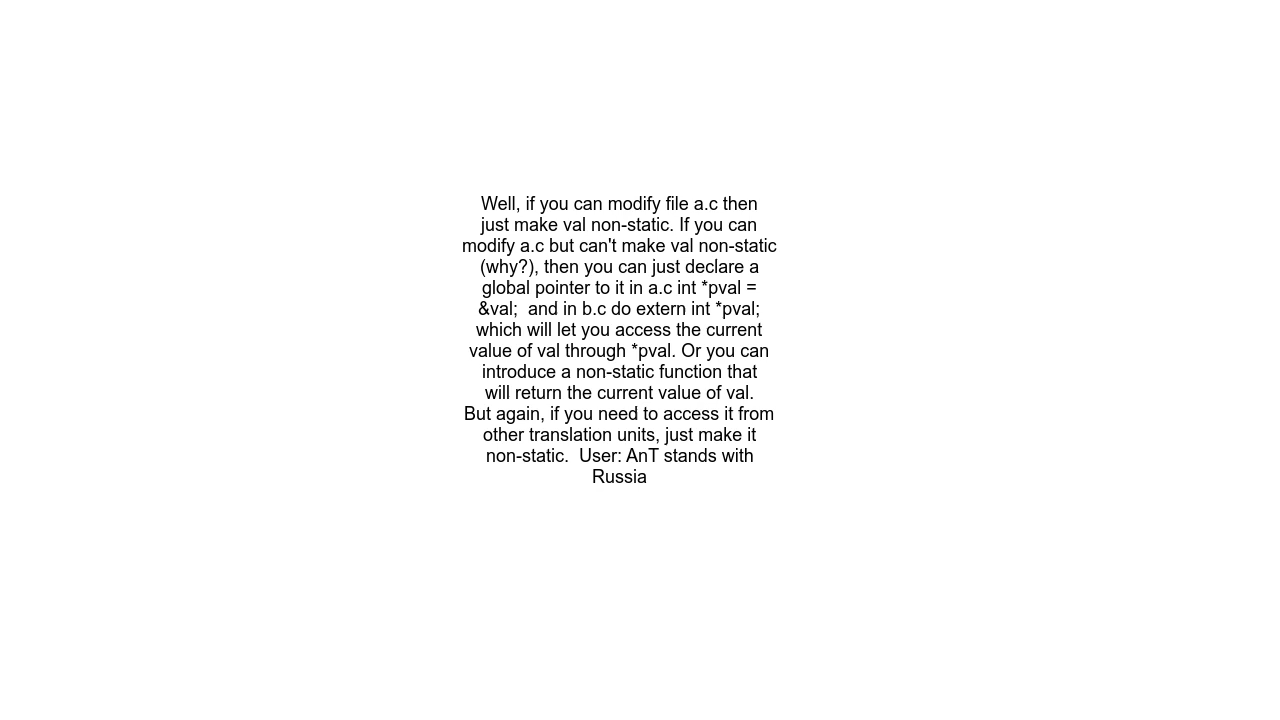 Well, if you can modify file a.c then
just make val non-static. If you can
modify a.c but can't make val non-static
(why?), then you can just declare a
global pointer to it in a.c int *pval =
&val;  and in b.c do extern int *pval;
which will let you access the current
value of val through *pval. Or you can
introduce a non-static function that
will return the current value of val.
But again, if you need to access it from
other translation units, just make it
non-static.  User: AnT stands with
Russia